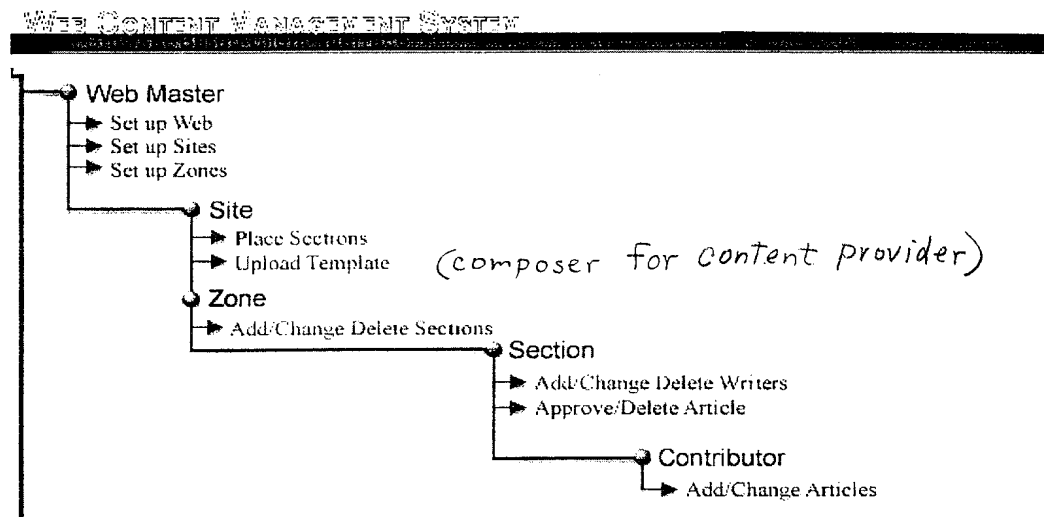 WEB CONTENT MANAGEMENT SYSTEM
Web Master
Set up Web
Set up Sites
Set up Zones
Site
Place Sections
Upload Template (composer for content provider)
Zone
Add/Change Delete Sections
Section
Add/Change Delete Writers
Approve/Delete Article
Contributor
Add/Change Articles